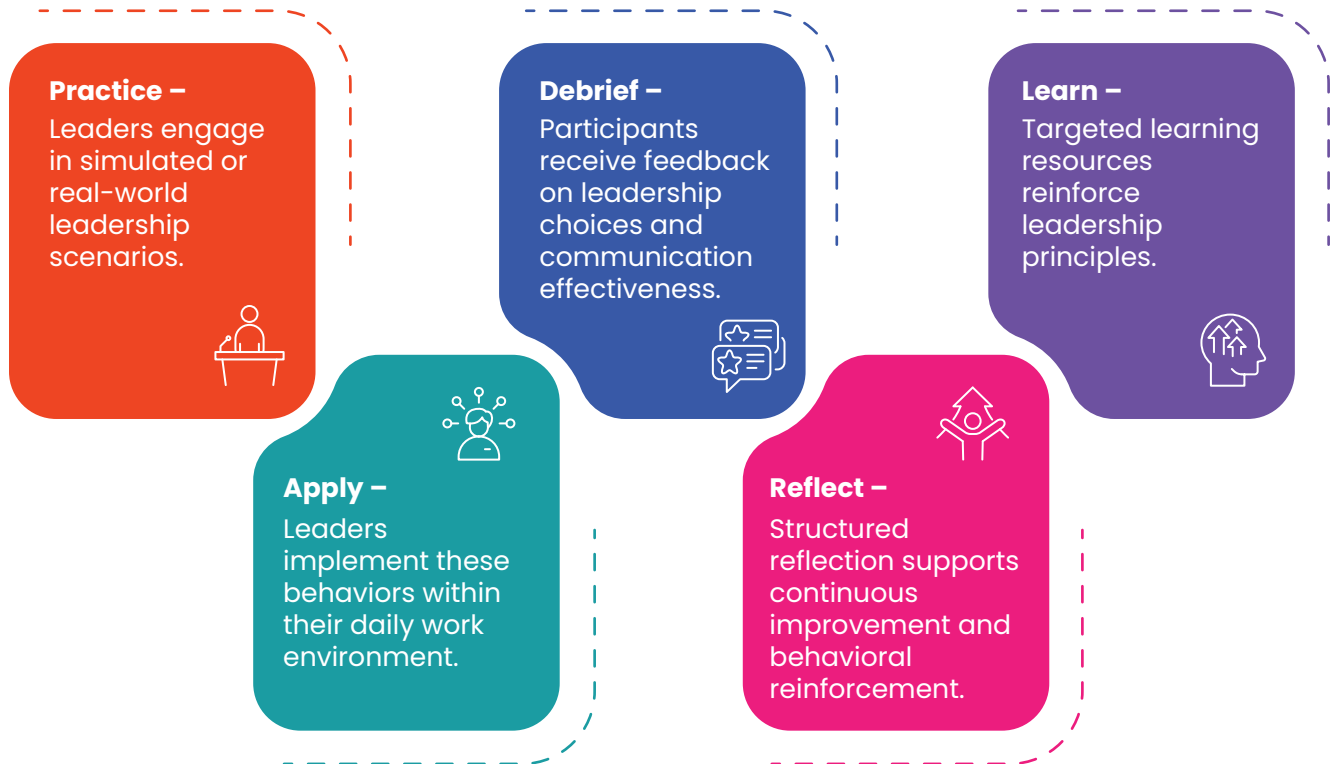 Practice –
Leaders engage
in simulated or
real-world
leadership
scenarios.
Debrief –
Participants
receive feedback
on leadership
choices and
communication
effectiveness.
Learn –
Targeted learning
resources
reinforce
leadership
principles.
Apply –
Leaders
implement these
behaviors within
their daily work
environment.
Reflect –
Structured
reflection supports
continuous
improvement and
behavioral
reinforcement.